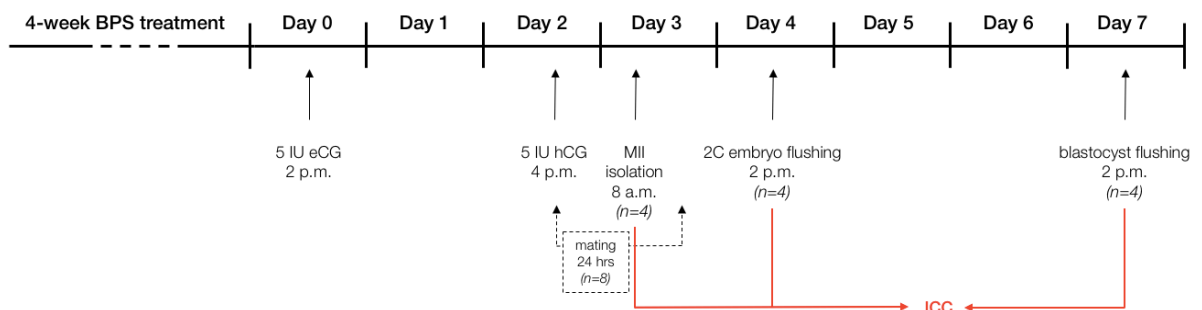 4-week BPS treatment
Day 0
Day 1
Day 2
Day 3
Day 4
Day 5
Day 6
Day 7
5 IU eCG
2 p.m.
5 IU hCG
4 p.m.
MII
isolation
8 a.m.
(n=4)
2C embryo flushing
2 p.m.
(n=4)
blastocyst flushing
2 p.m.
(n=4)
mating
24 hrs
(n=8)
ICC